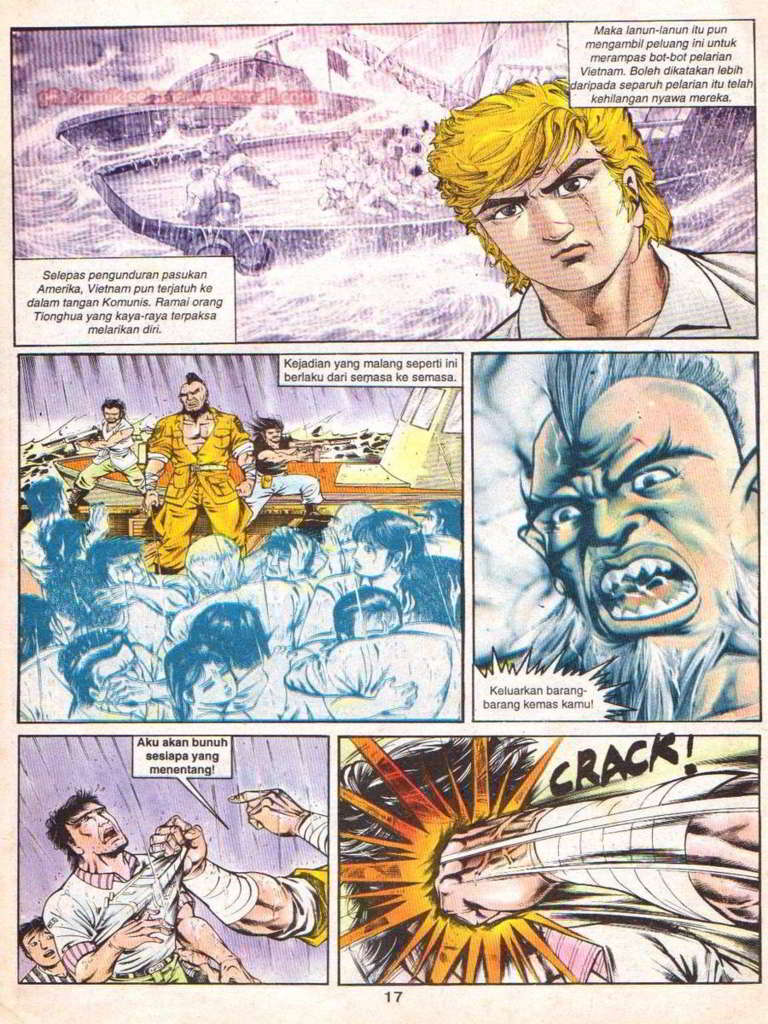 Maka lanun-lanun itu pun
mengambil peluang ini untuk
merampas bot-bot pelarian
Vietnam. Boleh dikatakan lebih
daripada separuh pelarian itu telah
kehilangan nyawa mereka.
Selepas pengunduran pasukan
Amerika, Vietnam pun terjatuh ke
dalam tangan Komunis. Ramai orang
Tionghua yang kaya-raya terpaksa
melarikan diri.
Kejadian yang malang seperti ini
berlaku dari semasa ke semasa.
Keluarkan barang-
barang kemas kamu!
Aku akan bunuh
sesiapa yang
menentang!
CRACK!
17